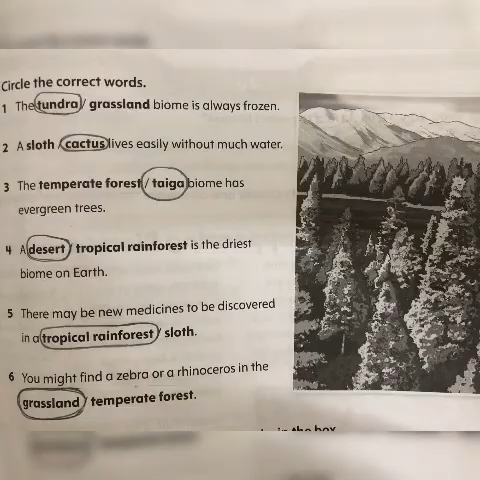 Circle the correct words.
1 The tundra / grassland biome is always frozen.
2 A sloth / cactus lives easily without much water.
3 The temperate forest / taiga biome has
evergreen trees.
4 A desert / tropical rainforest is the driest
biome on Earth.
5 There may be new medicines to be discovered
in a tropical rainforest / sloth.
6 You might find a zebra or a rhinoceros in the
grassland / temperate forest.
in the box